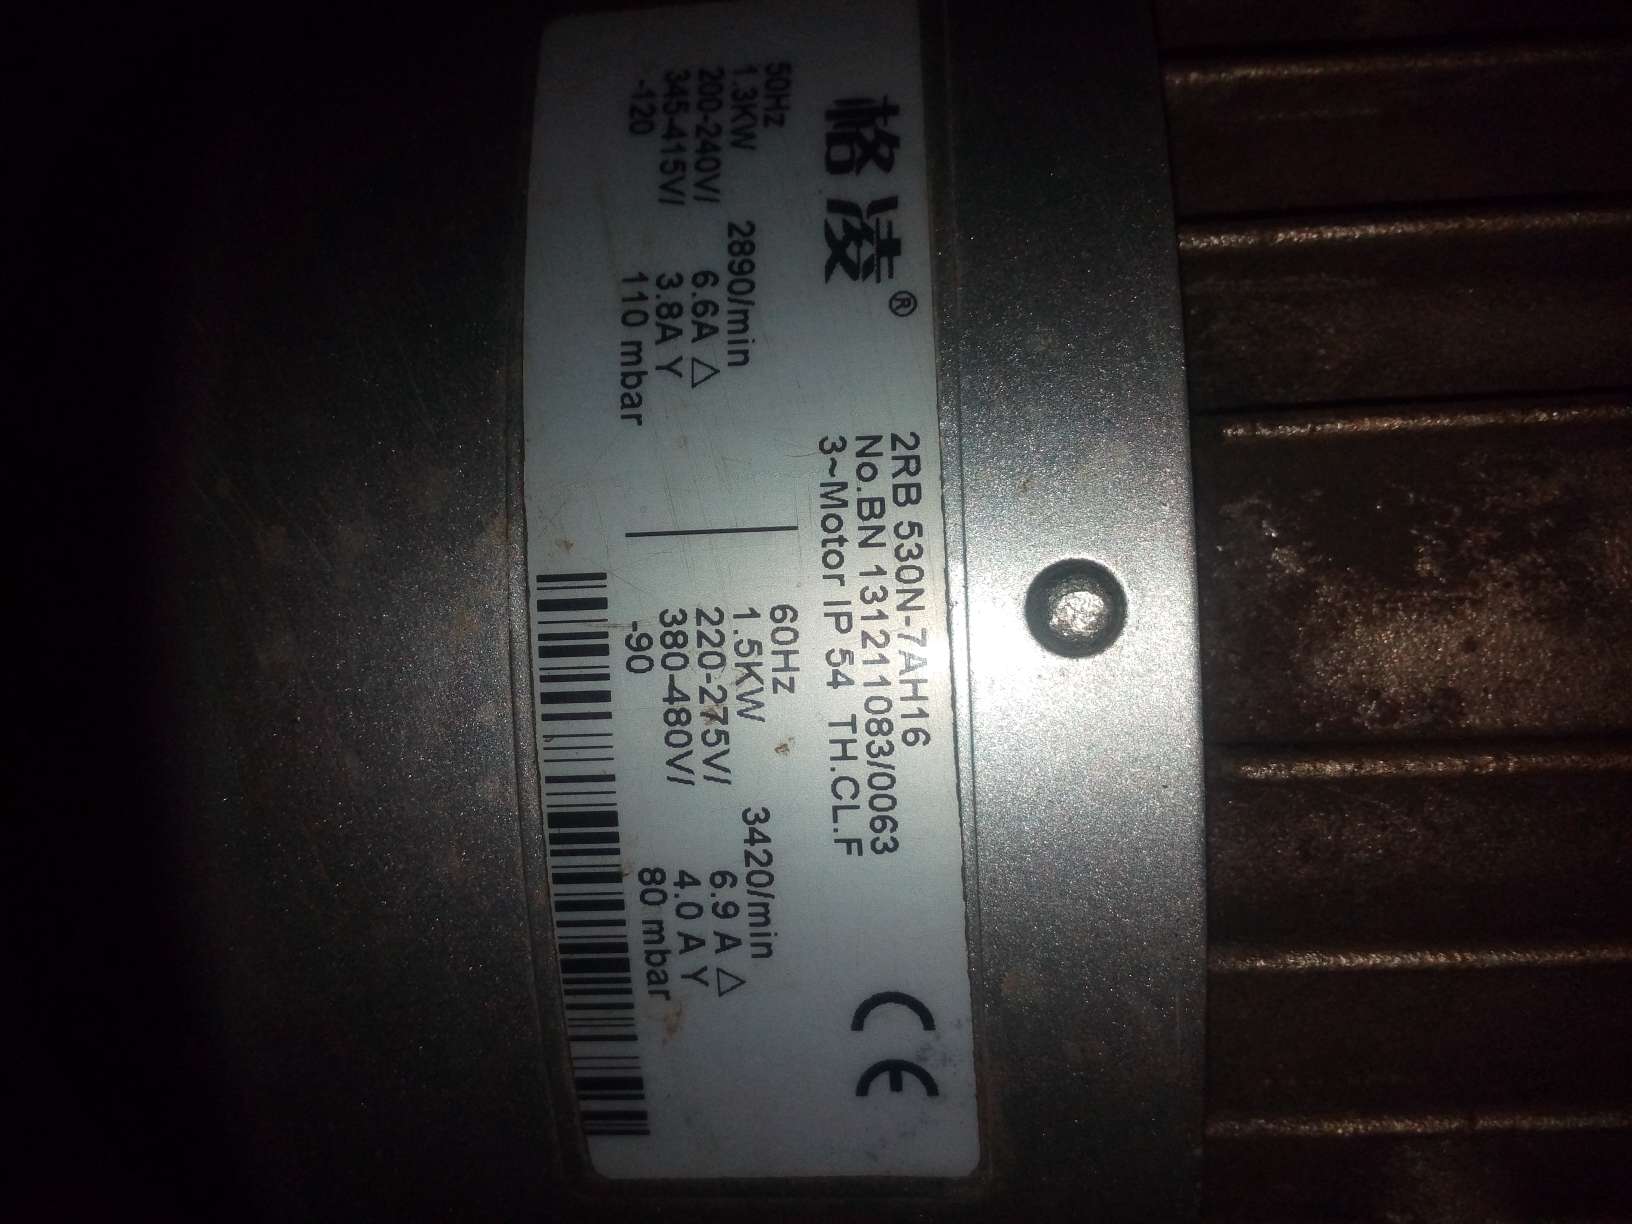 格凌®
2RB 530N-7AH16
No.BN 131211083/0063
3~Motor IP 54 TH.CL.F
CE
50Hz
1.3KW 2890/min
200-240V/ 6.6A △
345-415V/ 3.8A Y
-120 110 mbar
60Hz
1.5KW 3420/min
220-275V/ 6.9 A △
380-480V/ 4.0 A Y
-90 80 mbar